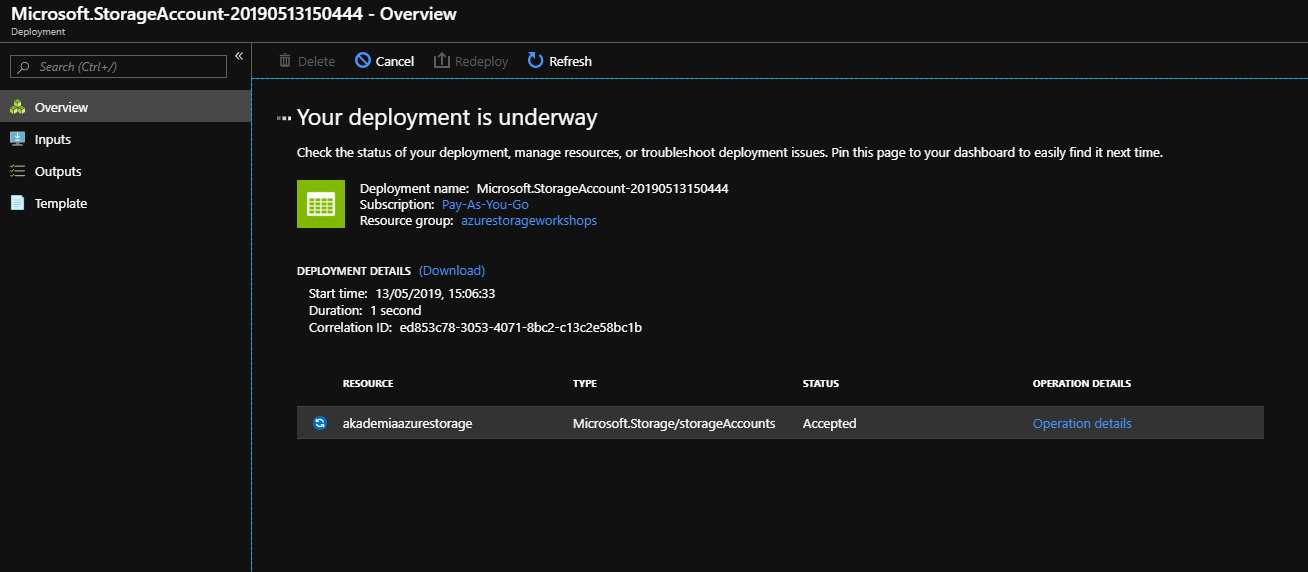 Microsoft.StorageAccount-20190513150444 - Overview
Deployment
Search (Ctrl+/)
«
Delete
Cancel
Redeploy
Refresh
Overview
Inputs
Outputs
Template
Your deployment is underway
Check the status of your deployment, manage resources, or troubleshoot deployment issues. Pin this page to your dashboard to easily find it next time.
Deployment name: Microsoft.StorageAccount-20190513150444
Subscription: Pay-As-You-Go
Resource group: azurestorageworkshops
DEPLOYMENT DETAILS (Download)
Start time: 13/05/2019, 15:06:33
Duration: 1 second
Correlation ID: ed853c78-3053-4071-8bc2-c13c2e58bc1b
RESOURCE TYPE STATUS OPERATION DETAILS
akademiaazurestorage Microsoft.Storage/storageAccounts Accepted Operation details